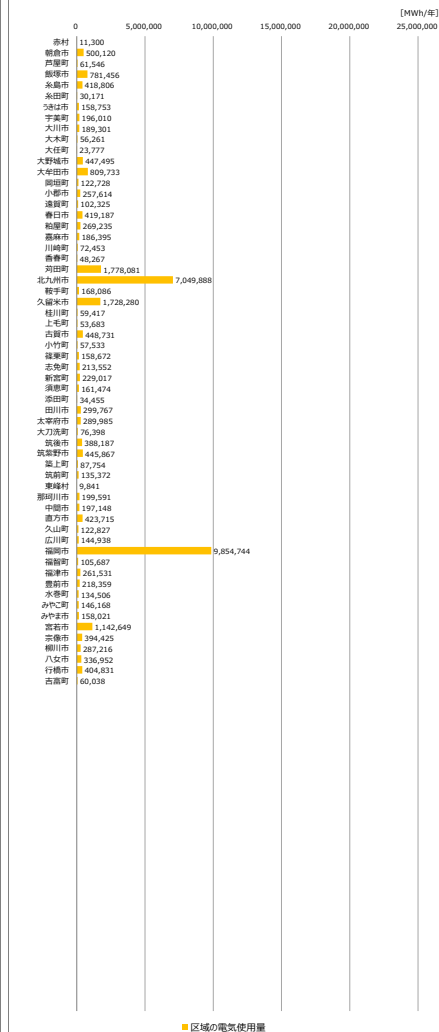 [MWh/年]
0 5,000,000 10,000,000 15,000,000 20,000,000 25,000,000
赤村 11,300
朝倉市 500,120
芦屋町 61,546
飯塚市 781,456
糸島市 418,806
糸田町 30,171
うきは市 158,753
宇美町 196,010
大川市 189,301
大木町 56,261
大任町 23,777
大野城市 447,495
大牟田市 809,733
岡垣町 122,728
小郡市 257,614
遠賀町 102,325
春日市 419,187
粕屋町 269,235
嘉麻市 186,395
川崎町 72,453
香春町 48,267
苅田町 1,778,081
北九州市 7,049,888
鞍手町 168,086
久留米市 1,728,280
桂川町 59,417
上毛町 53,683
古賀市 448,731
小竹町 57,533
篠栗町 158,672
志免町 213,552
新宮町 229,017
須恵町 161,474
添田町 34,455
田川市 299,767
太宰府市 289,985
大刀洗町 76,398
筑後市 388,187
筑紫野市 445,867
築上町 87,754
筑前町 135,372
東峰村 9,841
那珂川市 199,591
中間市 197,148
直方市 423,715
久山町 122,827
広川町 144,938
福岡市 9,854,744
福智町 105,687
福津市 261,531
豊前市 218,359
水巻町 134,506
みやこ町 146,168
みやま市 158,021
宮若市 1,142,649
宗像市 394,425
柳川市 287,216
八女市 336,952
行橋市 404,831
吉富町 60,038
区域の電気使用量